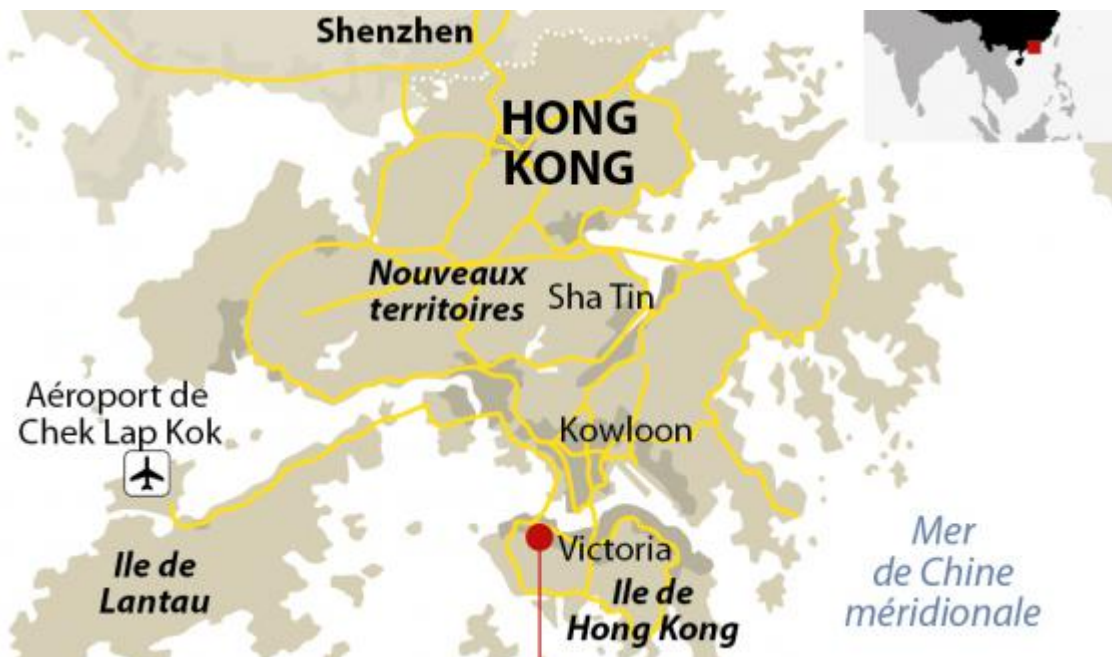 Shenzhen
HONG
KONG
Nouveaux
territoires
Sha Tin
Aéroport de
Chek Lap Kok
Kowloon
Victoria
Ile de
Lantau
Ile de
Hong Kong
Mer
de Chine
méridionale